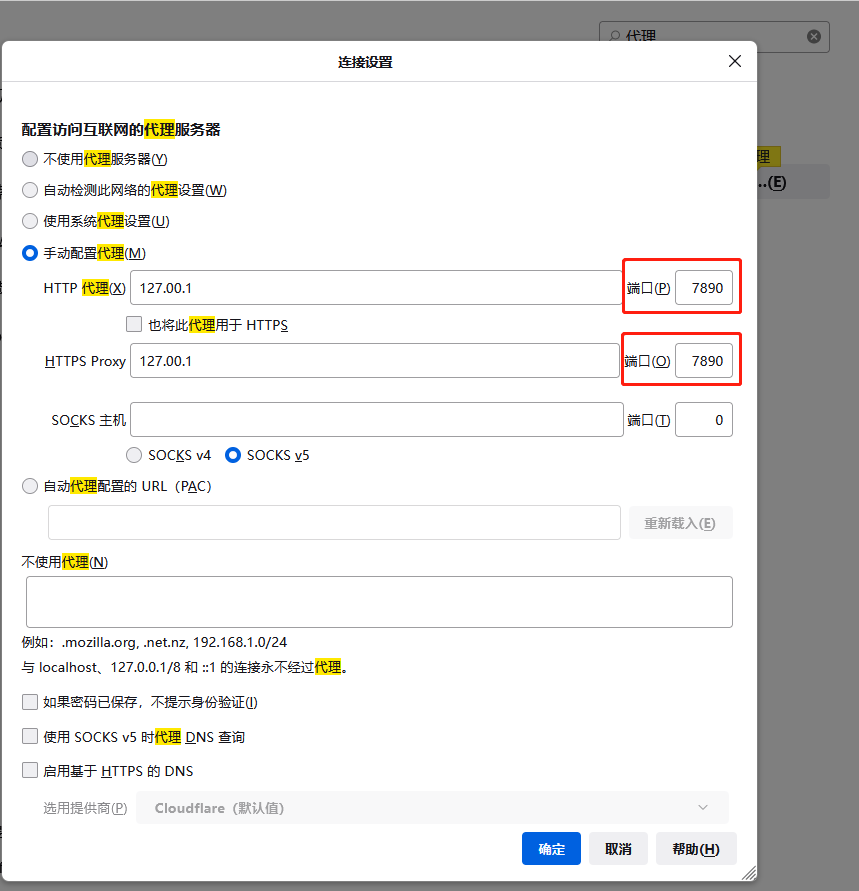 代理
连接设置
配置访问互联网的代理服务器
不使用代理服务器(Y)
理
自动检测此网络的代理设置(W)
...(E)
使用系统代理设置(U)
手动配置代理(M)
HTTP 代理(X) 127.00.1 端口(P) 7890
也将此代理用于 HTTPS
HTTPS Proxy 127.00.1 端口(O) 7890
SOCKS 主机 端口(T) 0
SOCKS v4 SOCKS v5
自动代理配置的 URL（PAC）
重新载入(E)
不使用代理(N)
例如：.mozilla.org, .net.nz, 192.168.1.0/24
与 localhost、127.0.0.1/8 和 ::1 的连接永不经过代理。
如果密码已保存，不提示身份验证(I)
使用 SOCKS v5 时代理 DNS 查询
启用基于 HTTPS 的 DNS
选用提供商(P) Cloudflare（默认值）
确定 取消 帮助(H)